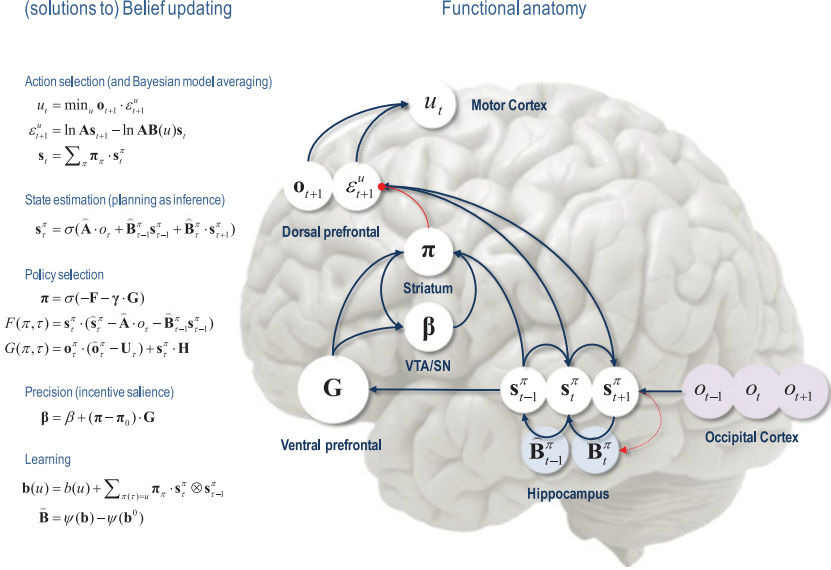 (solutions to) Belief updating
Functional anatomy
Action selection (and Bayesian model averaging)
u_t = min_u o_{t+1} · ε^u_{t+1}
ε^u_{t+1} = ln As_{t+1} − ln AB(u)s_t
s_t = ∑_π π_π · s^π_t
State estimation (planning as inference)
s^π_τ = σ(Â · o_τ + B̂^π_{τ−1}s^π_{τ−1} + B̂^π_τ · s^π_{τ+1})
Policy selection
π = σ(−F − γ · G)
F(π,τ) = s^π_τ · (ŝ^π_τ − Â · o_τ − B̂^π_{τ−1}s^π_{τ−1})
G(π,τ) = o^π_τ · (ô^π_τ − U_τ) + s^π_τ · H
Precision (incentive salience)
β = β + (π − π_0) · G
Learning
b(u) = b(u) + ∑_{π(τ)=u} π_π · s^π_τ ⊗ s^π_{τ−1}
B̂ = ψ(b) − ψ(b^0)
u_t
Motor Cortex
o_{t+1} ε^u_{t+1}
Dorsal prefrontal
π
Striatum
β
VTA/SN
G
Ventral prefrontal
s^π_{t−1} s^π_t s^π_{t+1}
o_{t−1} o_t o_{t+1}
Occipital Cortex
B̂^π_{t−1} B^π_t
Hippocampus